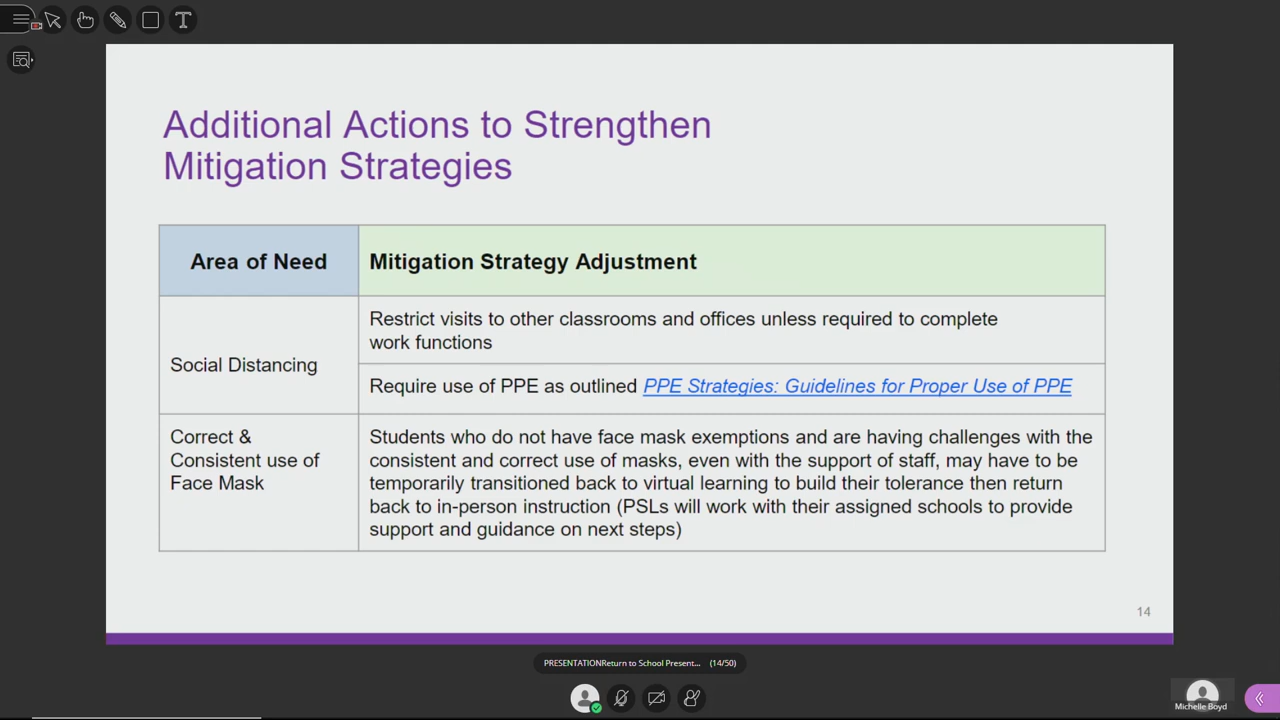 Additional Actions to Strengthen
Mitigation Strategies
Area of Need
Mitigation Strategy Adjustment
Social Distancing
Restrict visits to other classrooms and offices unless required to complete
work functions
Require use of PPE as outlined PPE Strategies: Guidelines for Proper Use of PPE
Correct &
Consistent use of
Face Mask
Students who do not have face mask exemptions and are having challenges with the
consistent and correct use of masks, even with the support of staff, may have to be
temporarily transitioned back to virtual learning to build their tolerance then return
back to in-person instruction (PSLs will work with their assigned schools to provide
support and guidance on next steps)
14
PRESENTATIONReturn to School Present... (14/50)
Michelle Boyd